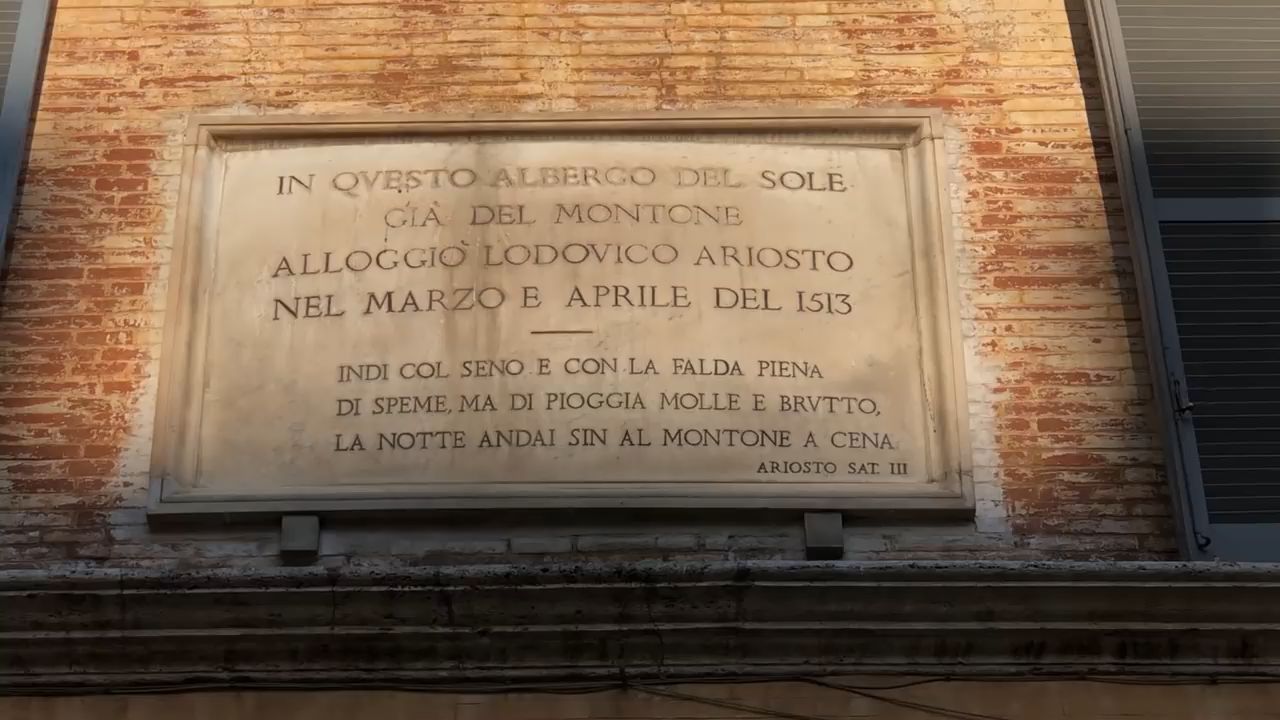 IN QVESTO ALBERGO DEL SOLE
GIÀ DEL MONTONE
ALLOGGIÒ LODOVICO ARIOSTO
NEL MARZO E APRILE DEL 1513
INDI COL SENO E CON LA FALDA PIENA
DI SPEME, MA DI PIOGGIA MOLLE E BRVTTO,
LA NOTTE ANDAI SIN AL MONTONE A CENA
ARIOSTO SAT. III